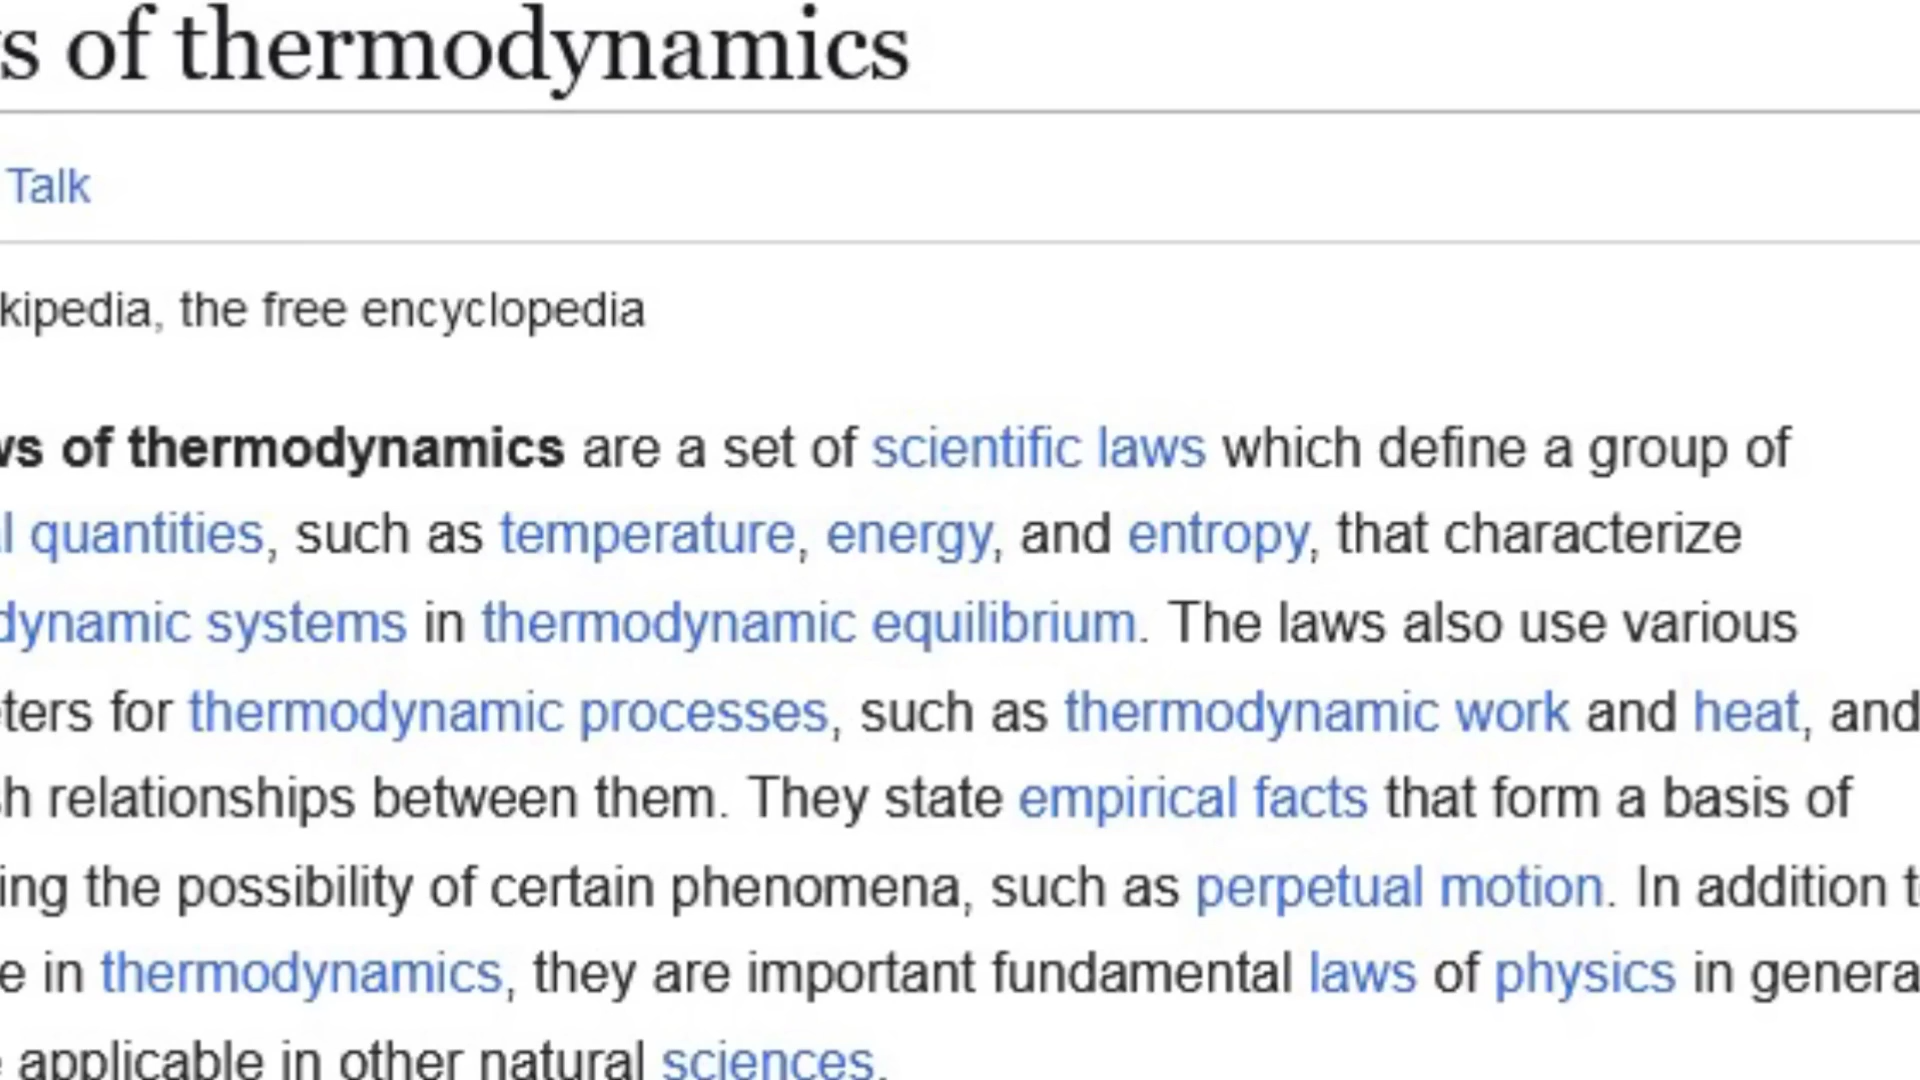 s of thermodynamics
Talk
kipedia, the free encyclopedia
ws of thermodynamics are a set of scientific laws which define a group of
l quantities, such as temperature, energy, and entropy, that characterize
dynamic systems in thermodynamic equilibrium. The laws also use various
ters for thermodynamic processes, such as thermodynamic work and heat, and
h relationships between them. They state empirical facts that form a basis of
ing the possibility of certain phenomena, such as perpetual motion. In addition t
e in thermodynamics, they are important fundamental laws of physics in genera
applicable in other natural sciences.